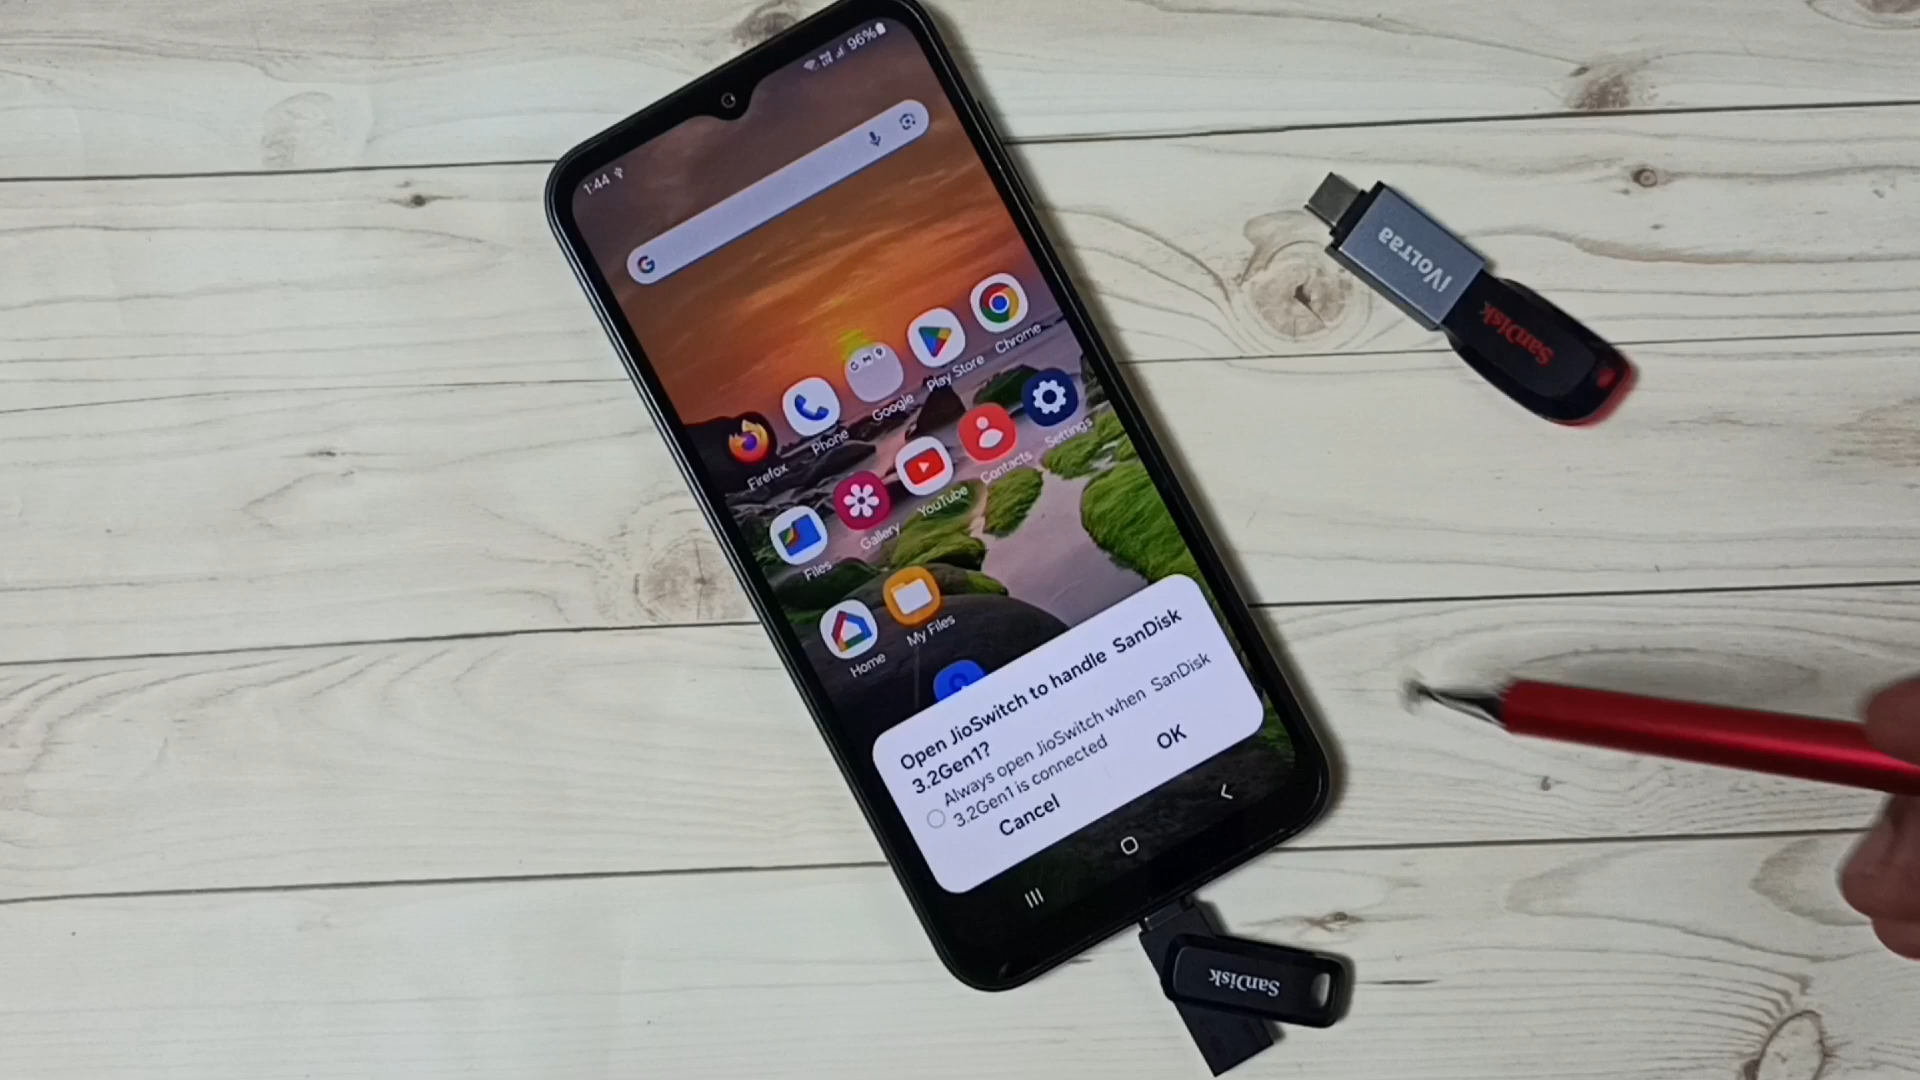 1:44
96%
G
Firefox
Phone
Google
Play Store
Chrome
Files
Gallery
YouTube
Contacts
Settings
Home
My Files
Open JioSwitch to handle SanDisk
3.2Gen1?
Always open JioSwitch when SanDisk
3.2Gen1 is connected
Cancel
OK
iVoltaa
SanDisk
SanDisk